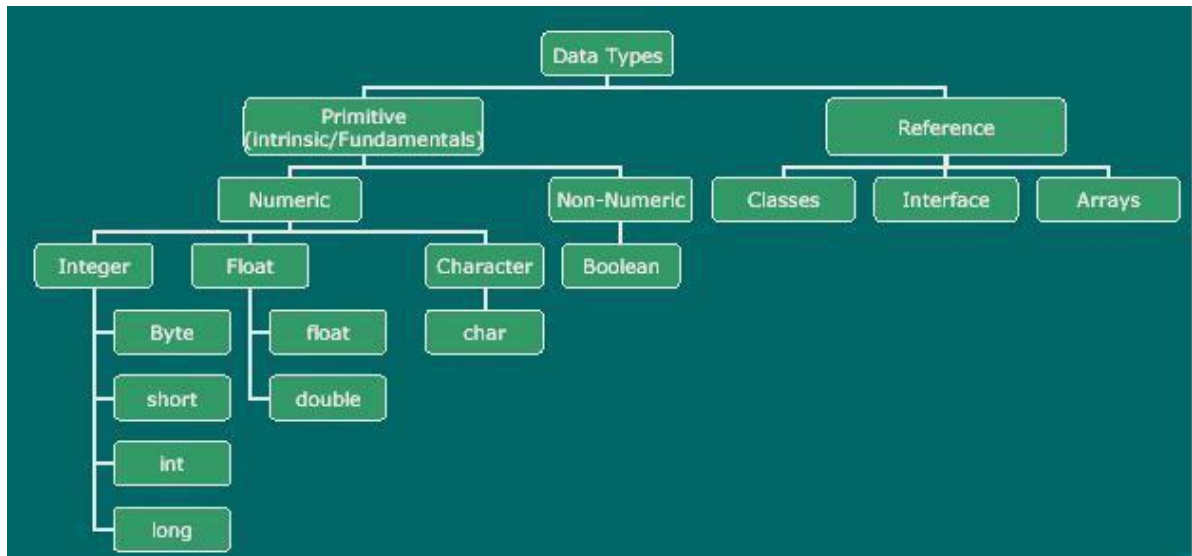 Data Types
Primitive
(intrinsic/Fundamentals)
Reference
Numeric
Non-Numeric
Classes
Interface
Arrays
Integer
Float
Character
Boolean
Byte
float
char
short
double
int
long